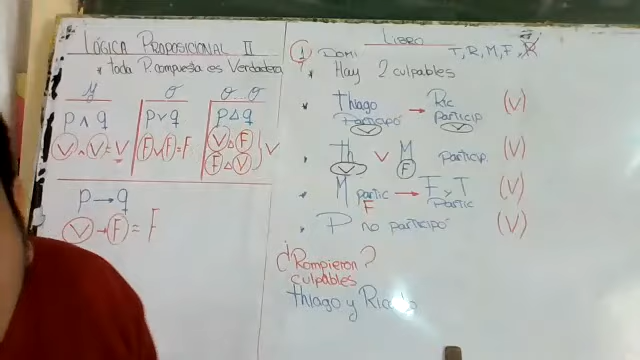 LÓGICA PROPOSICIONAL II
* toda P. compuesta es Verdadera
y
p ∧ q
V ∧ V = V
o
p ∨ q
F ∨ F = F
o...o
p Δ q
V Δ F
F Δ V
} V
p → q
V → F = F
LIBRO
① DOMI
T, R, M, F,
* Hay 2 culpables
Thiago → Ric (V)
Participó particip
V V
Th ∨ M particip. (V)
V F
M partic → F y T (V)
F Partic
P no participó (V)
¿Rompieron?
culpables
thiago y